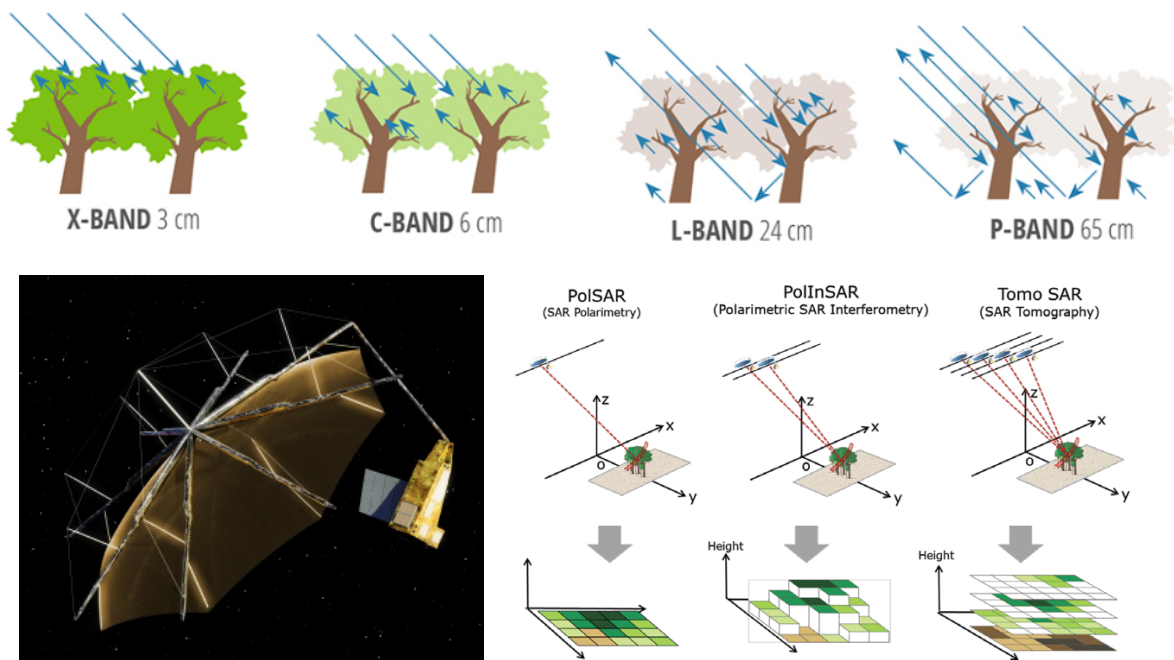 X-BAND 3 cm
C-BAND 6 cm
L-BAND 24 cm
P-BAND 65 cm
PolSAR
(SAR Polarimetry)
PolInSAR
(Polarimetric SAR Interferometry)
Tomo SAR
(SAR Tomography)
z
x
o
y
z
x
o
y
z
x
o
y
Height
Height